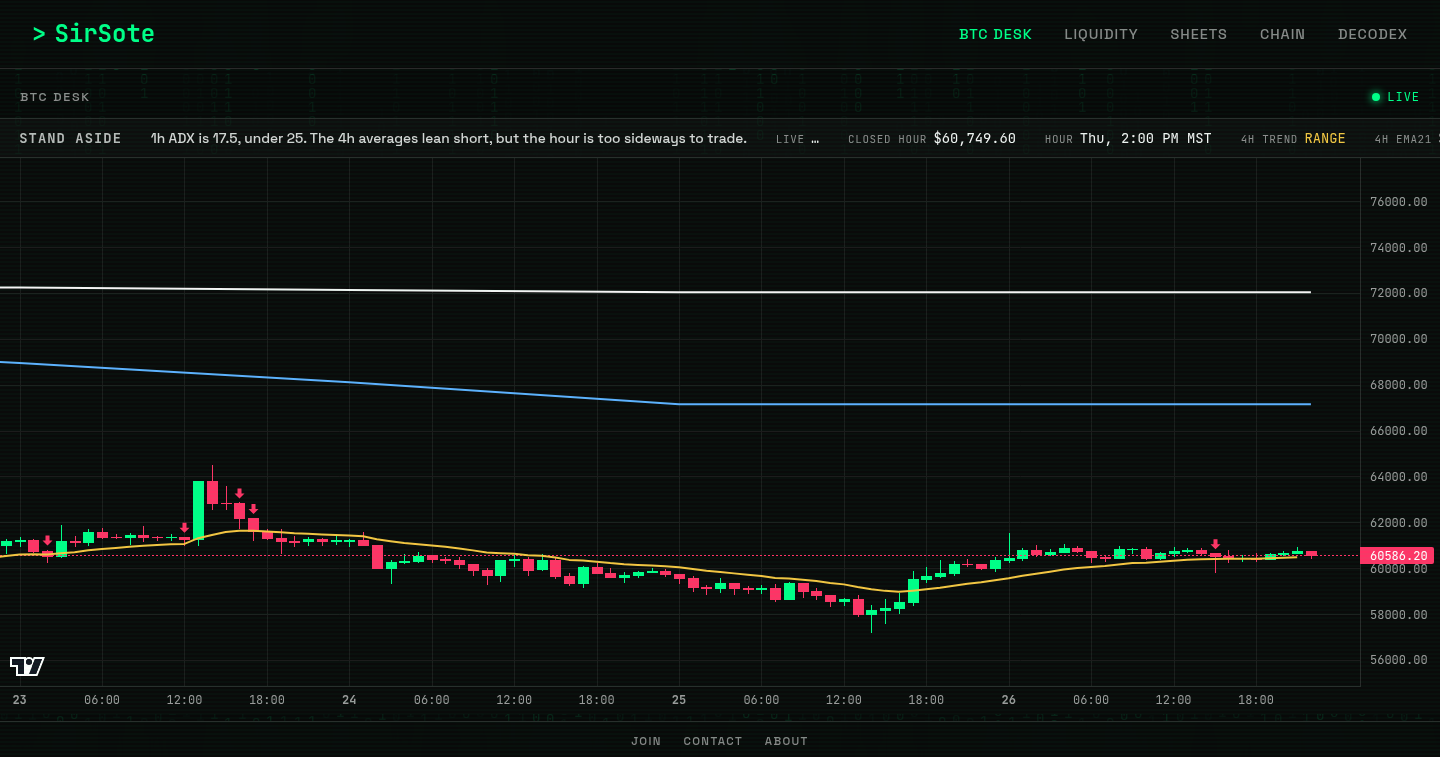 > SirSote
BTC DESK LIQUIDITY SHEETS CHAIN DECODEX
BTC DESK
LIVE
STAND ASIDE 1h ADX is 17.5, under 25. The 4h averages lean short, but the hour is too sideways to trade. LIVE … CLOSED HOUR $60,749.60 HOUR Thu, 2:00 PM MST 4H TREND RANGE 4H EMA21
76000.00
74000.00
72000.00
70000.00
68000.00
66000.00
64000.00
62000.00
60586.20
60000.00
58000.00
56000.00
23 06:00 12:00 18:00 24 06:00 12:00 18:00 25 06:00 12:00 18:00 26 06:00 12:00 18:00
JOIN CONTACT ABOUT